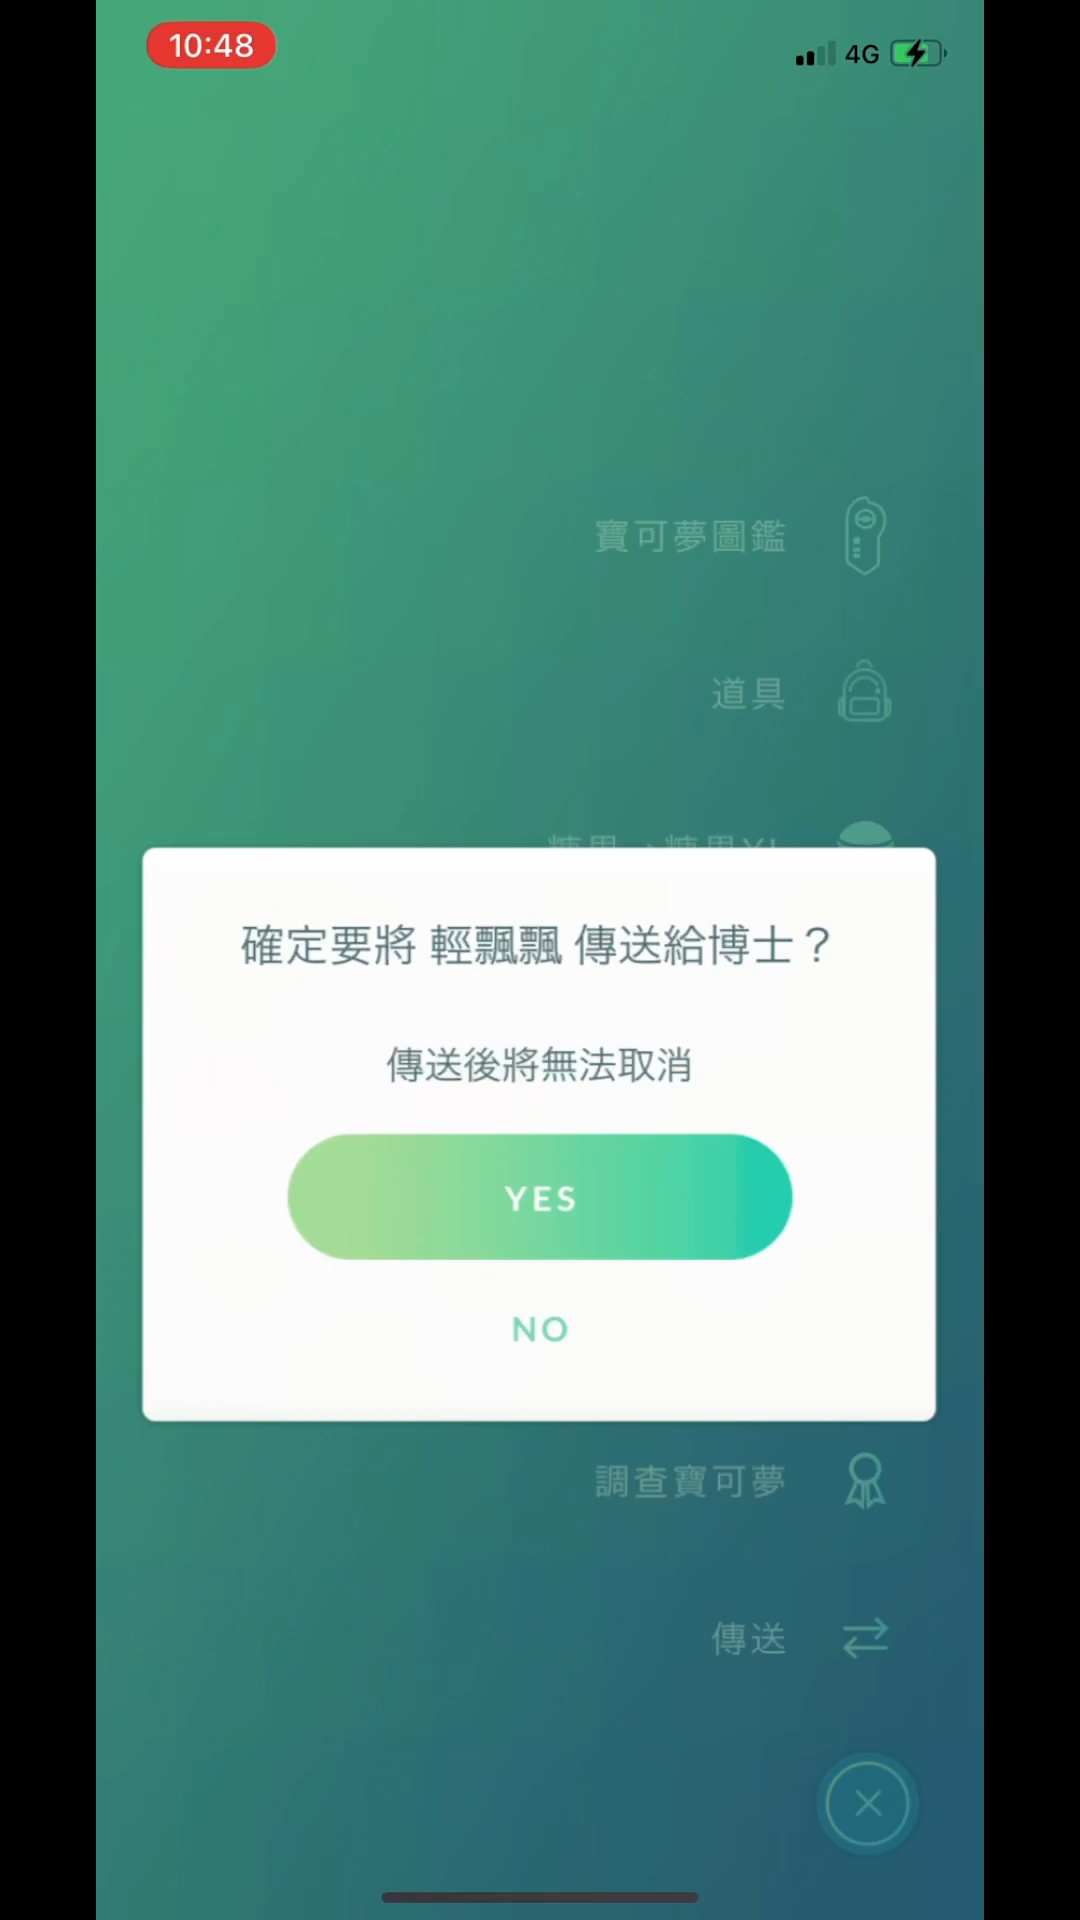 10:48
4G
寶可夢圖鑑
道具
確定要將 輕飄飄 傳送給博士？
傳送後將無法取消
YES
NO
調查寶可夢
傳送